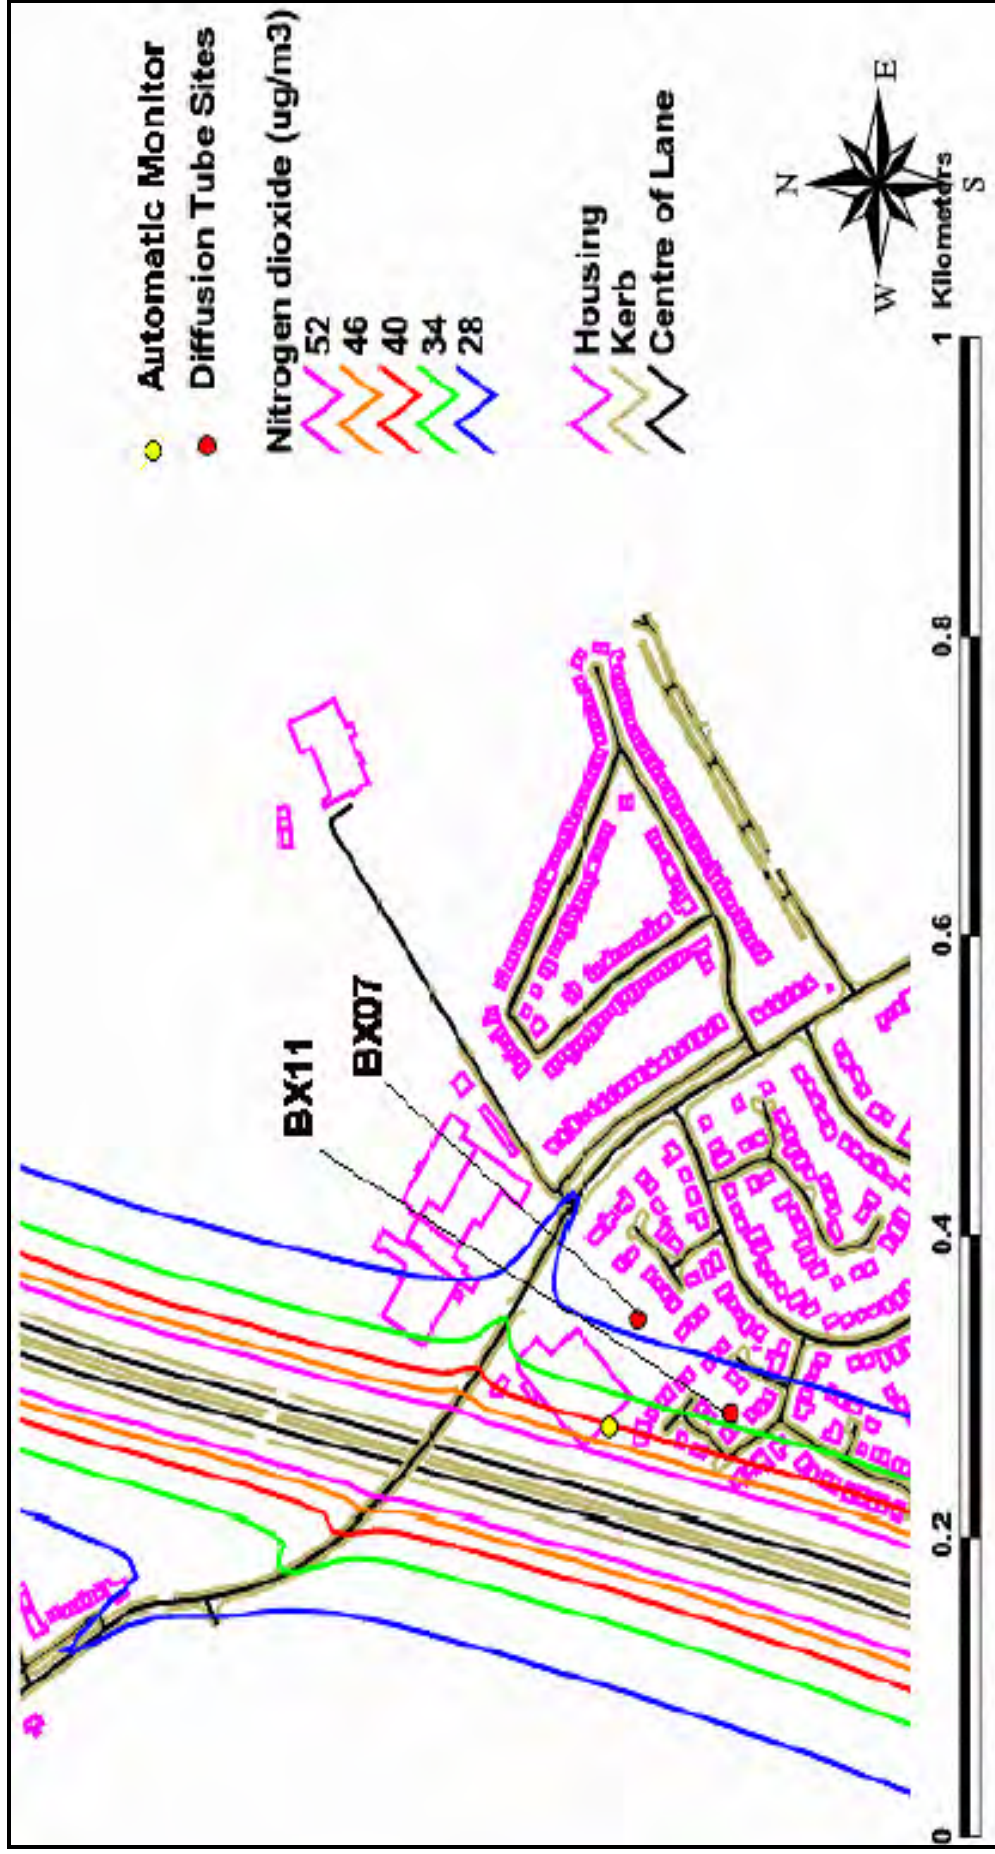 Automatic Monitor
Diffusion Tube Sites
Nitrogen dioxide (ug/m3)
52
46
40
34
28
Housing
Kerb
Centre of Lane
BX11
BX07
N
W
E
S
0
0.2
0.4
0.6
0.8
1 Kilometers